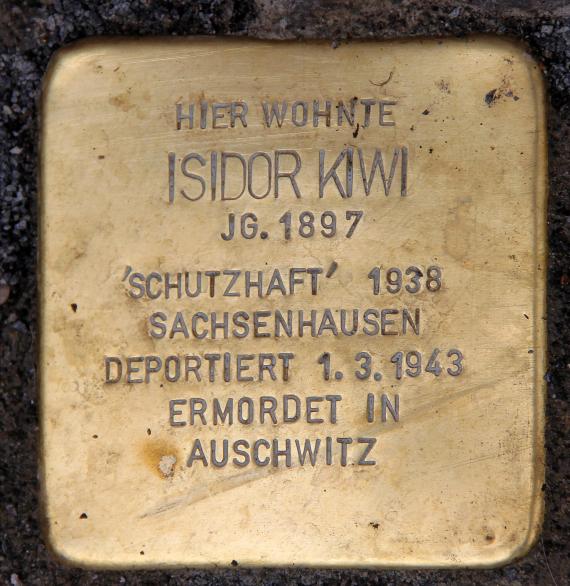 HIER WOHNTE
ISIDOR KIWI
JG. 1897
'SCHUTZHAFT' 1938
SACHSENHAUSEN
DEPORTIERT 1.3.1943
ERMORDET IN
AUSCHWITZ